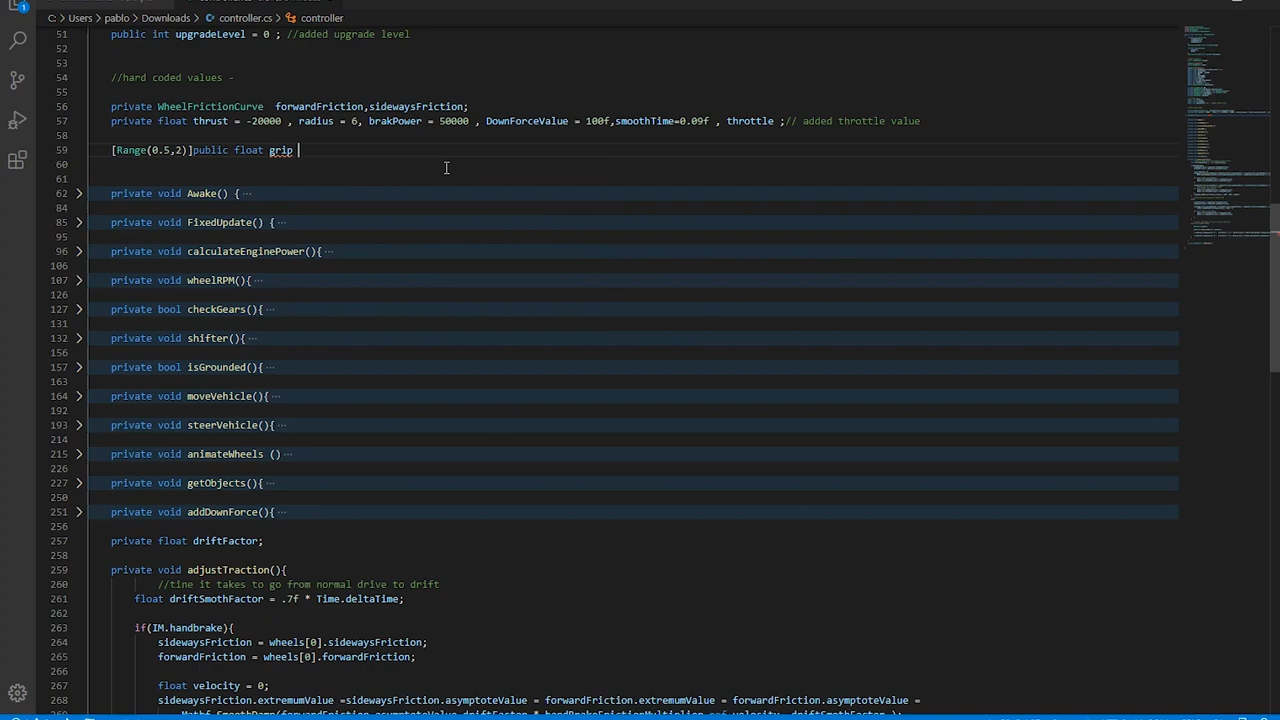 1
C: > Users > pablo > Downloads > controller.cs > controller
51 public int upgradeLevel = 0 ; //added upgrade level
52
53
54 //hard coded values -
55
56 private WheelFrictionCurve  forwardFriction,sidewaysFriction;
57 private float thrust = -20000 , radius = 6, brakPower = 50000 , DownForceValue = 100f,smoothTime=0.09f , throttle ;// added throttle value
58
59 [Range(0.5,2)]public float grip
60
61
62 private void Awake() { ···
84
85 private void FixedUpdate() { ···
95
96 private void calculateEnginePower(){ ···
106
107 private void wheelRPM(){ ···
126
127 private bool checkGears(){ ···
131
132 private void shifter(){ ···
156
157 private bool isGrounded(){ ···
163
164 private void moveVehicle(){ ···
192
193 private void steerVehicle(){ ···
214
215 private void animateWheels () ···
226
227 private void getObjects(){ ···
250
251 private void addDownForce(){ ···
256
257 private float driftFactor;
258
259 private void adjustTraction(){
260 //tine it takes to go from normal drive to drift
261 float driftSmothFactor = .7f * Time.deltaTime;
262
263 if(IM.handbrake){
264 sidewaysFriction = wheels[0].sidewaysFriction;
265 forwardFriction = wheels[0].forwardFriction;
266
267 float velocity = 0;
268 sidewaysFriction.extremumValue =sidewaysFriction.asymptoteValue = forwardFriction.extremumValue = forwardFriction.asymptoteValue =